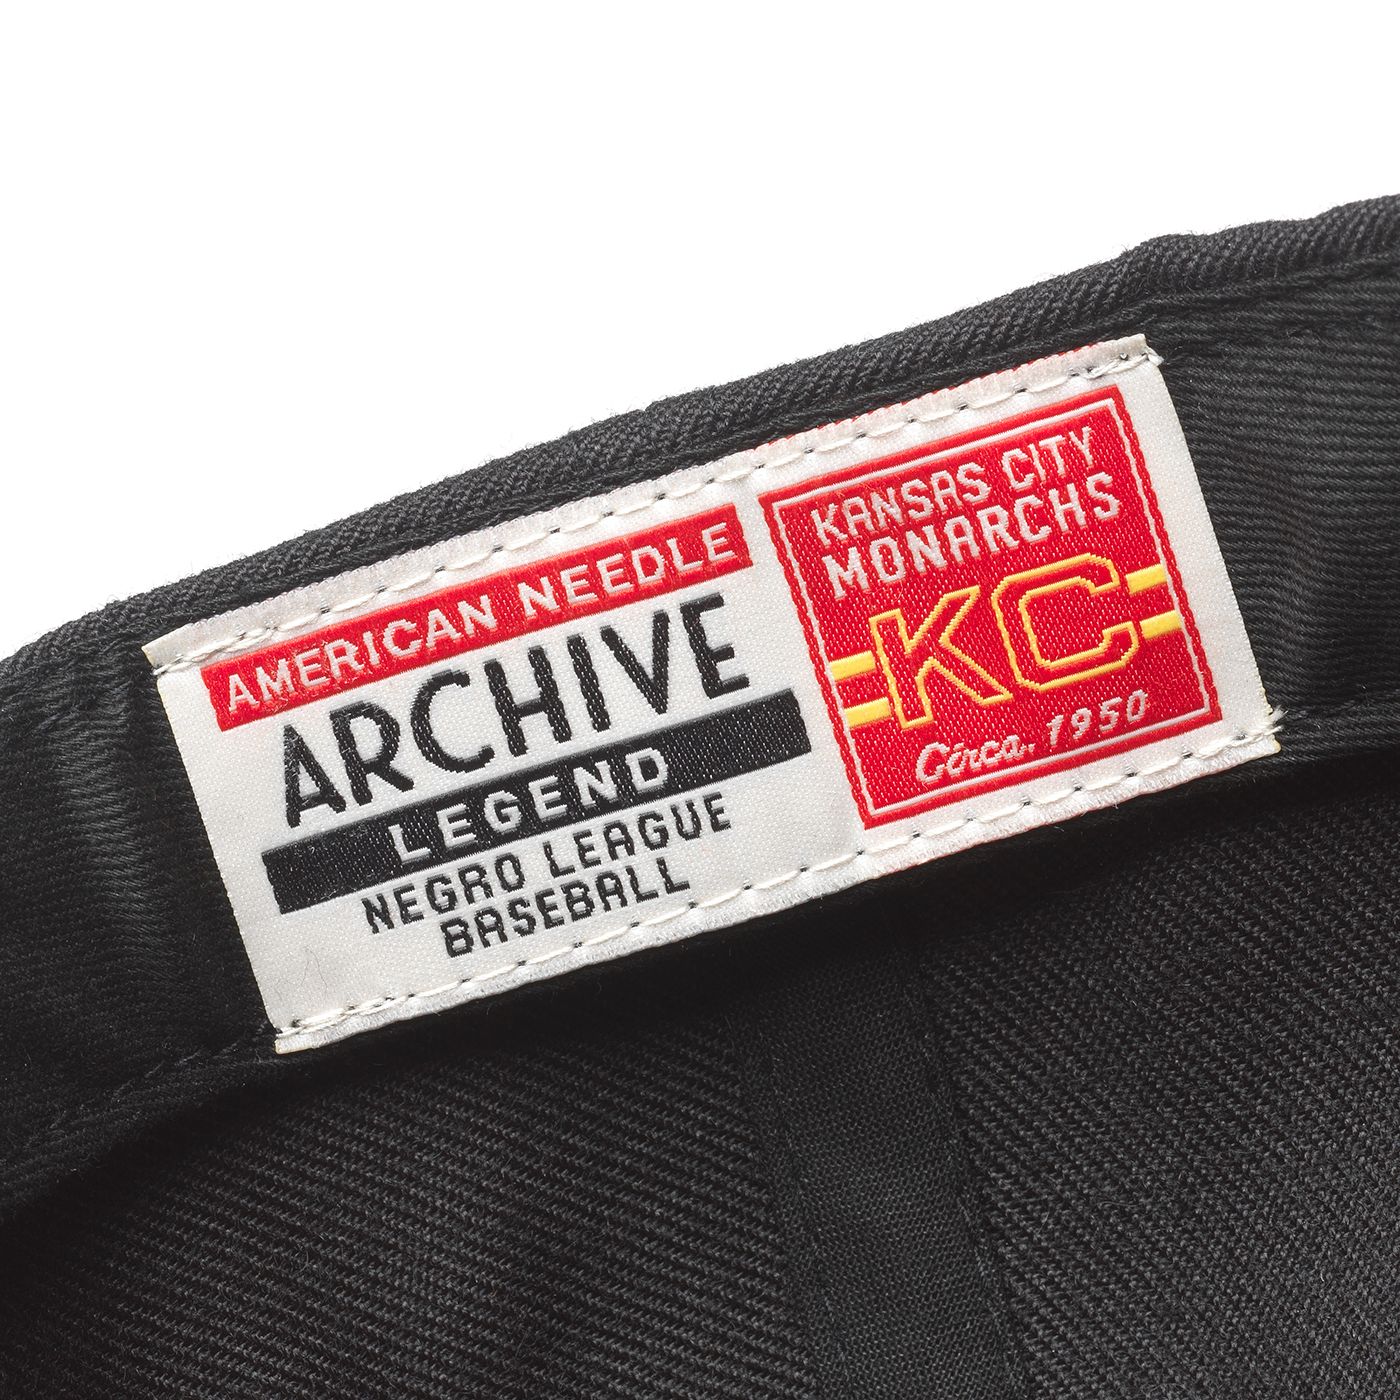 AMERICAN NEEDLE
ARCHIVE
LEGEND
NEGRO LEAGUE
BASEBALL
KANSAS CITY
MONARCHS
KC
Circa. 1950